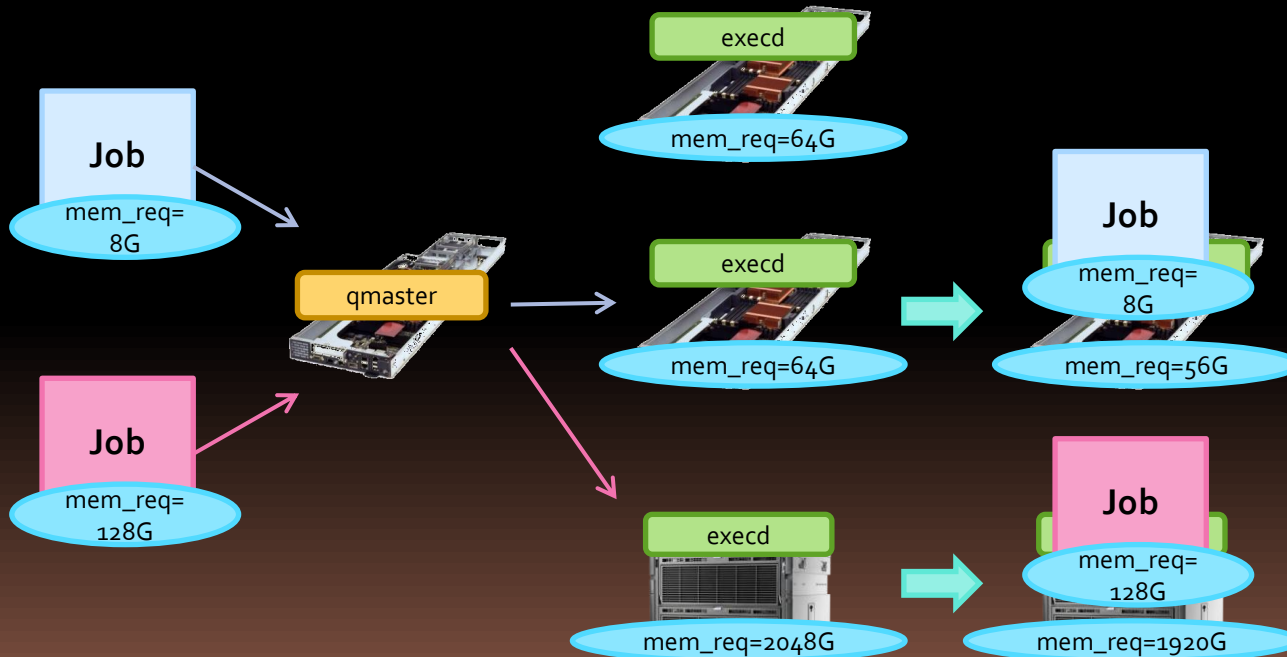 execd
mem_req=64G
Job
mem_req=
8G
qmaster
execd
mem_req=64G
Job
mem_req=
8G
mem_req=56G
Job
mem_req=
128G
execd
mem_req=2048G
Job
mem_req=
128G
mem_req=1920G